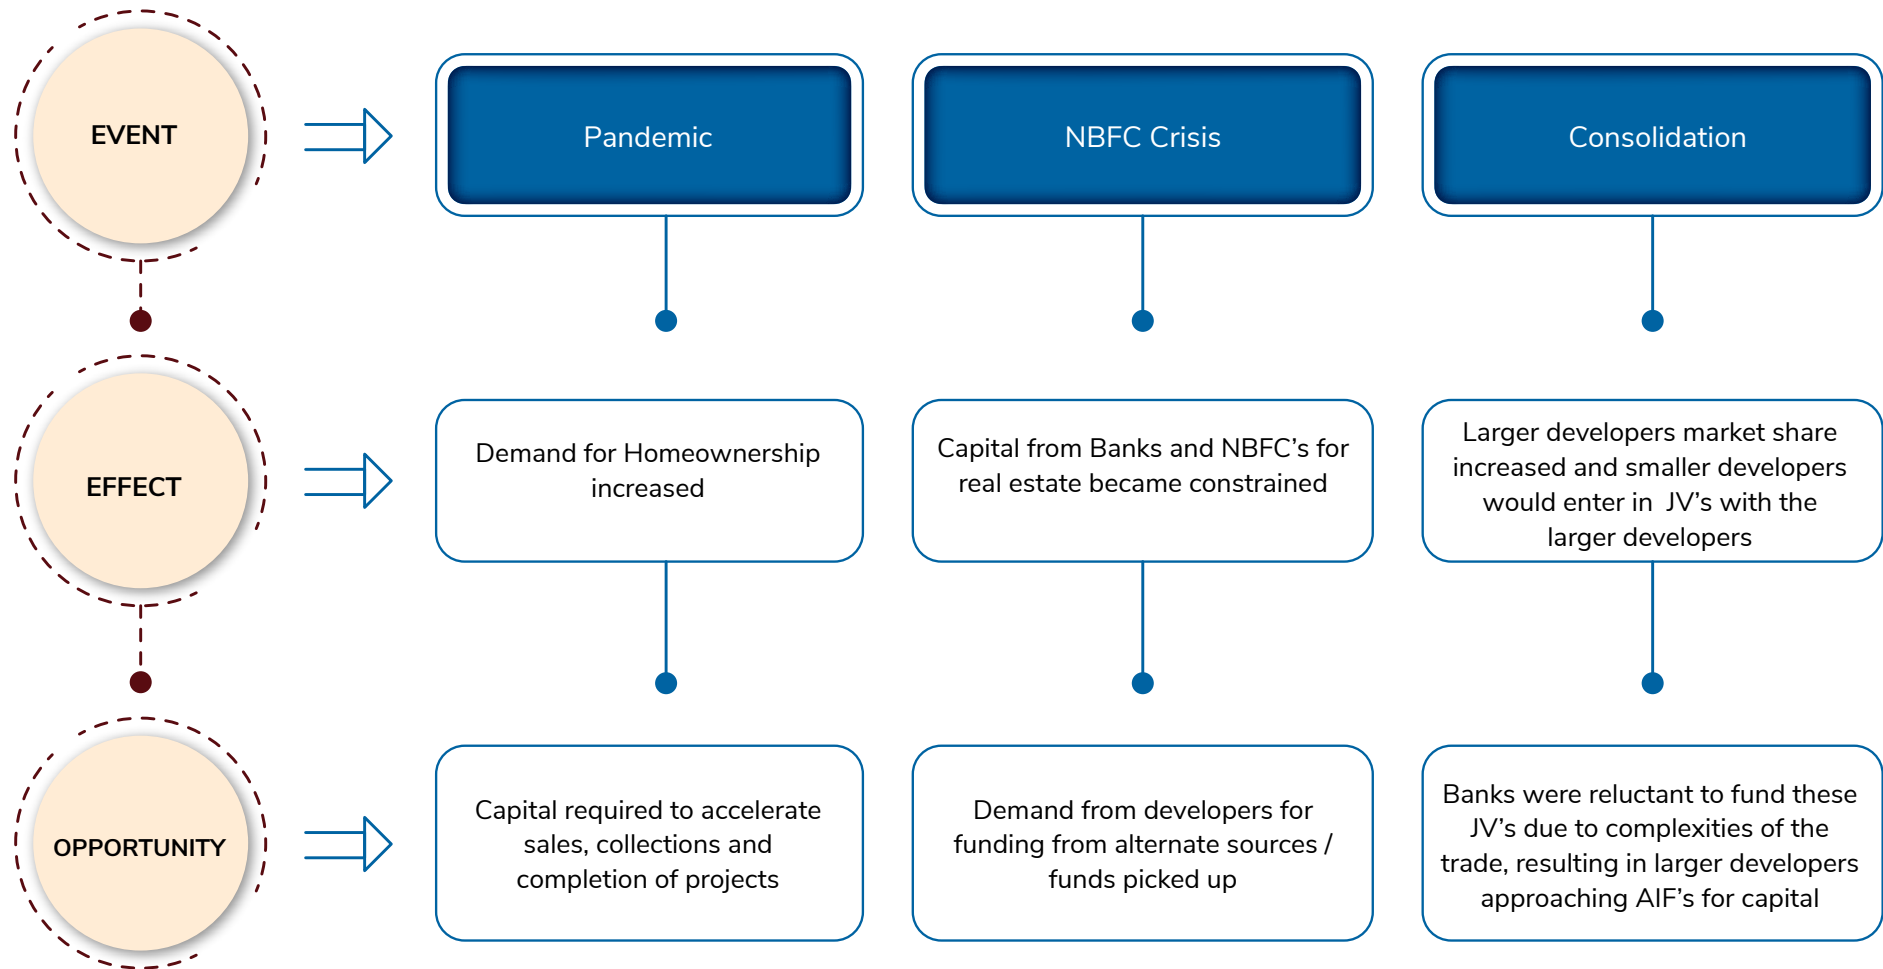 EVENT
Pandemic
NBFC Crisis
Consolidation
EFFECT
Demand for Homeownership
increased
Capital from Banks and NBFC’s for
real estate became constrained
Larger developers market share
increased and smaller developers
would enter in  JV’s with the
larger developers
OPPORTUNITY
Capital required to accelerate
sales, collections and
completion of projects
Demand from developers for
funding from alternate sources /
funds picked up
Banks were reluctant to fund these
JV’s due to complexities of the
trade, resulting in larger developers
approaching AIF’s for capital